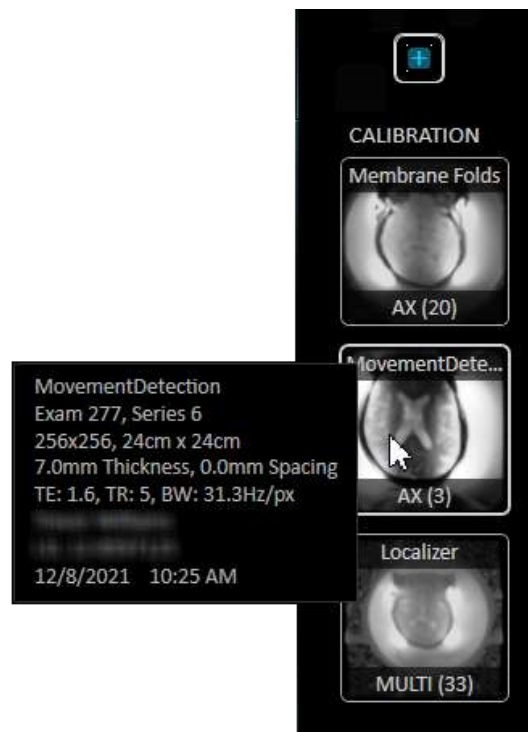 CALIBRATION
Membrane Folds
AX (20)
MovementDete...
AX (3)
Localizer
MULTI (33)
MovementDetection
Exam 277, Series 6
256x256, 24cm x 24cm
7.0mm Thickness, 0.0mm Spacing
TE: 1.6, TR: 5, BW: 31.3Hz/px
12/8/2021 10:25 AM